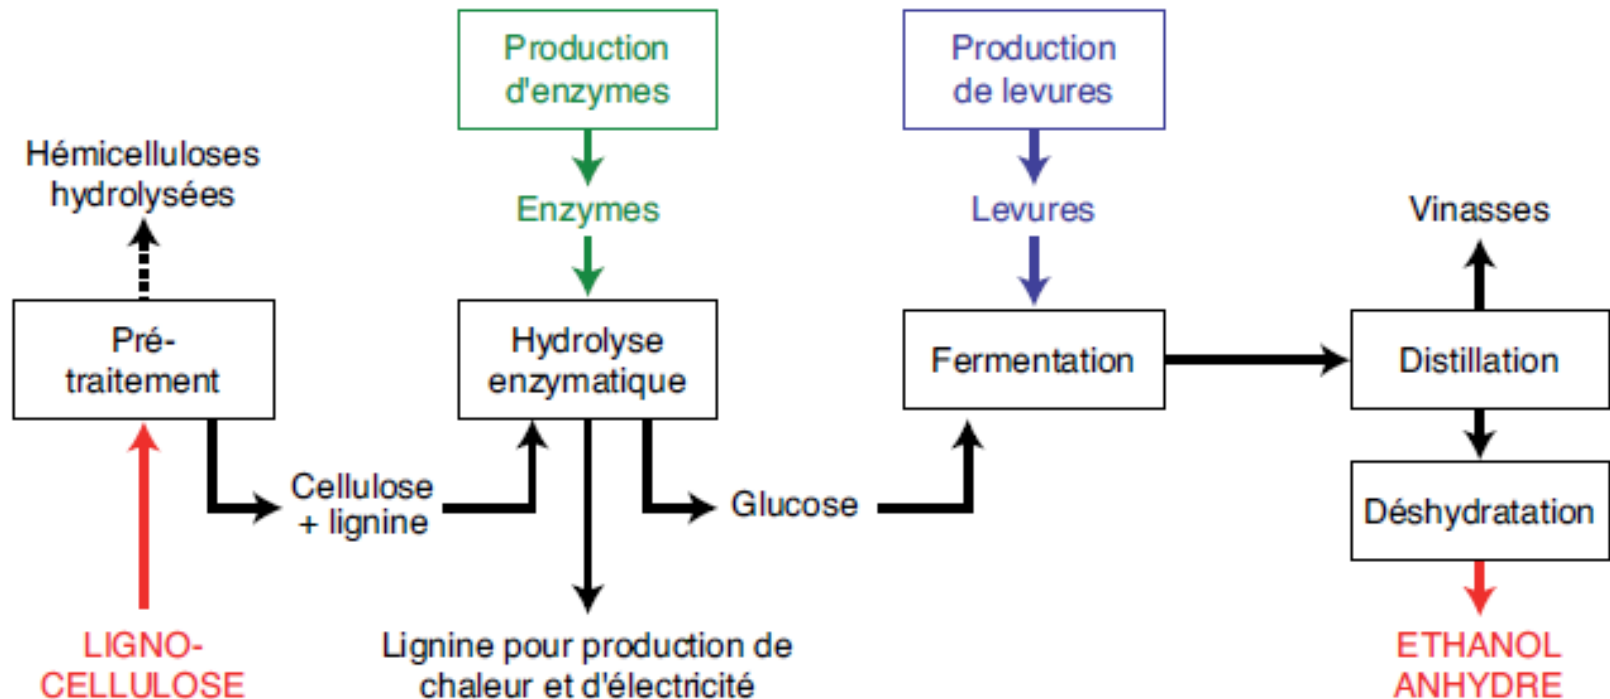 Production
d'enzymes
Production
de levures
Hémicelluloses
hydrolysées
Enzymes
Levures
Vinasses
Pré-
traitement
Hydrolyse
enzymatique
Fermentation
Distillation
Cellulose
+ lignine
Glucose
Déshydratation
LIGNO-
CELLULOSE
Lignine pour production de
chaleur et d'électricité
ETHANOL
ANHYDRE